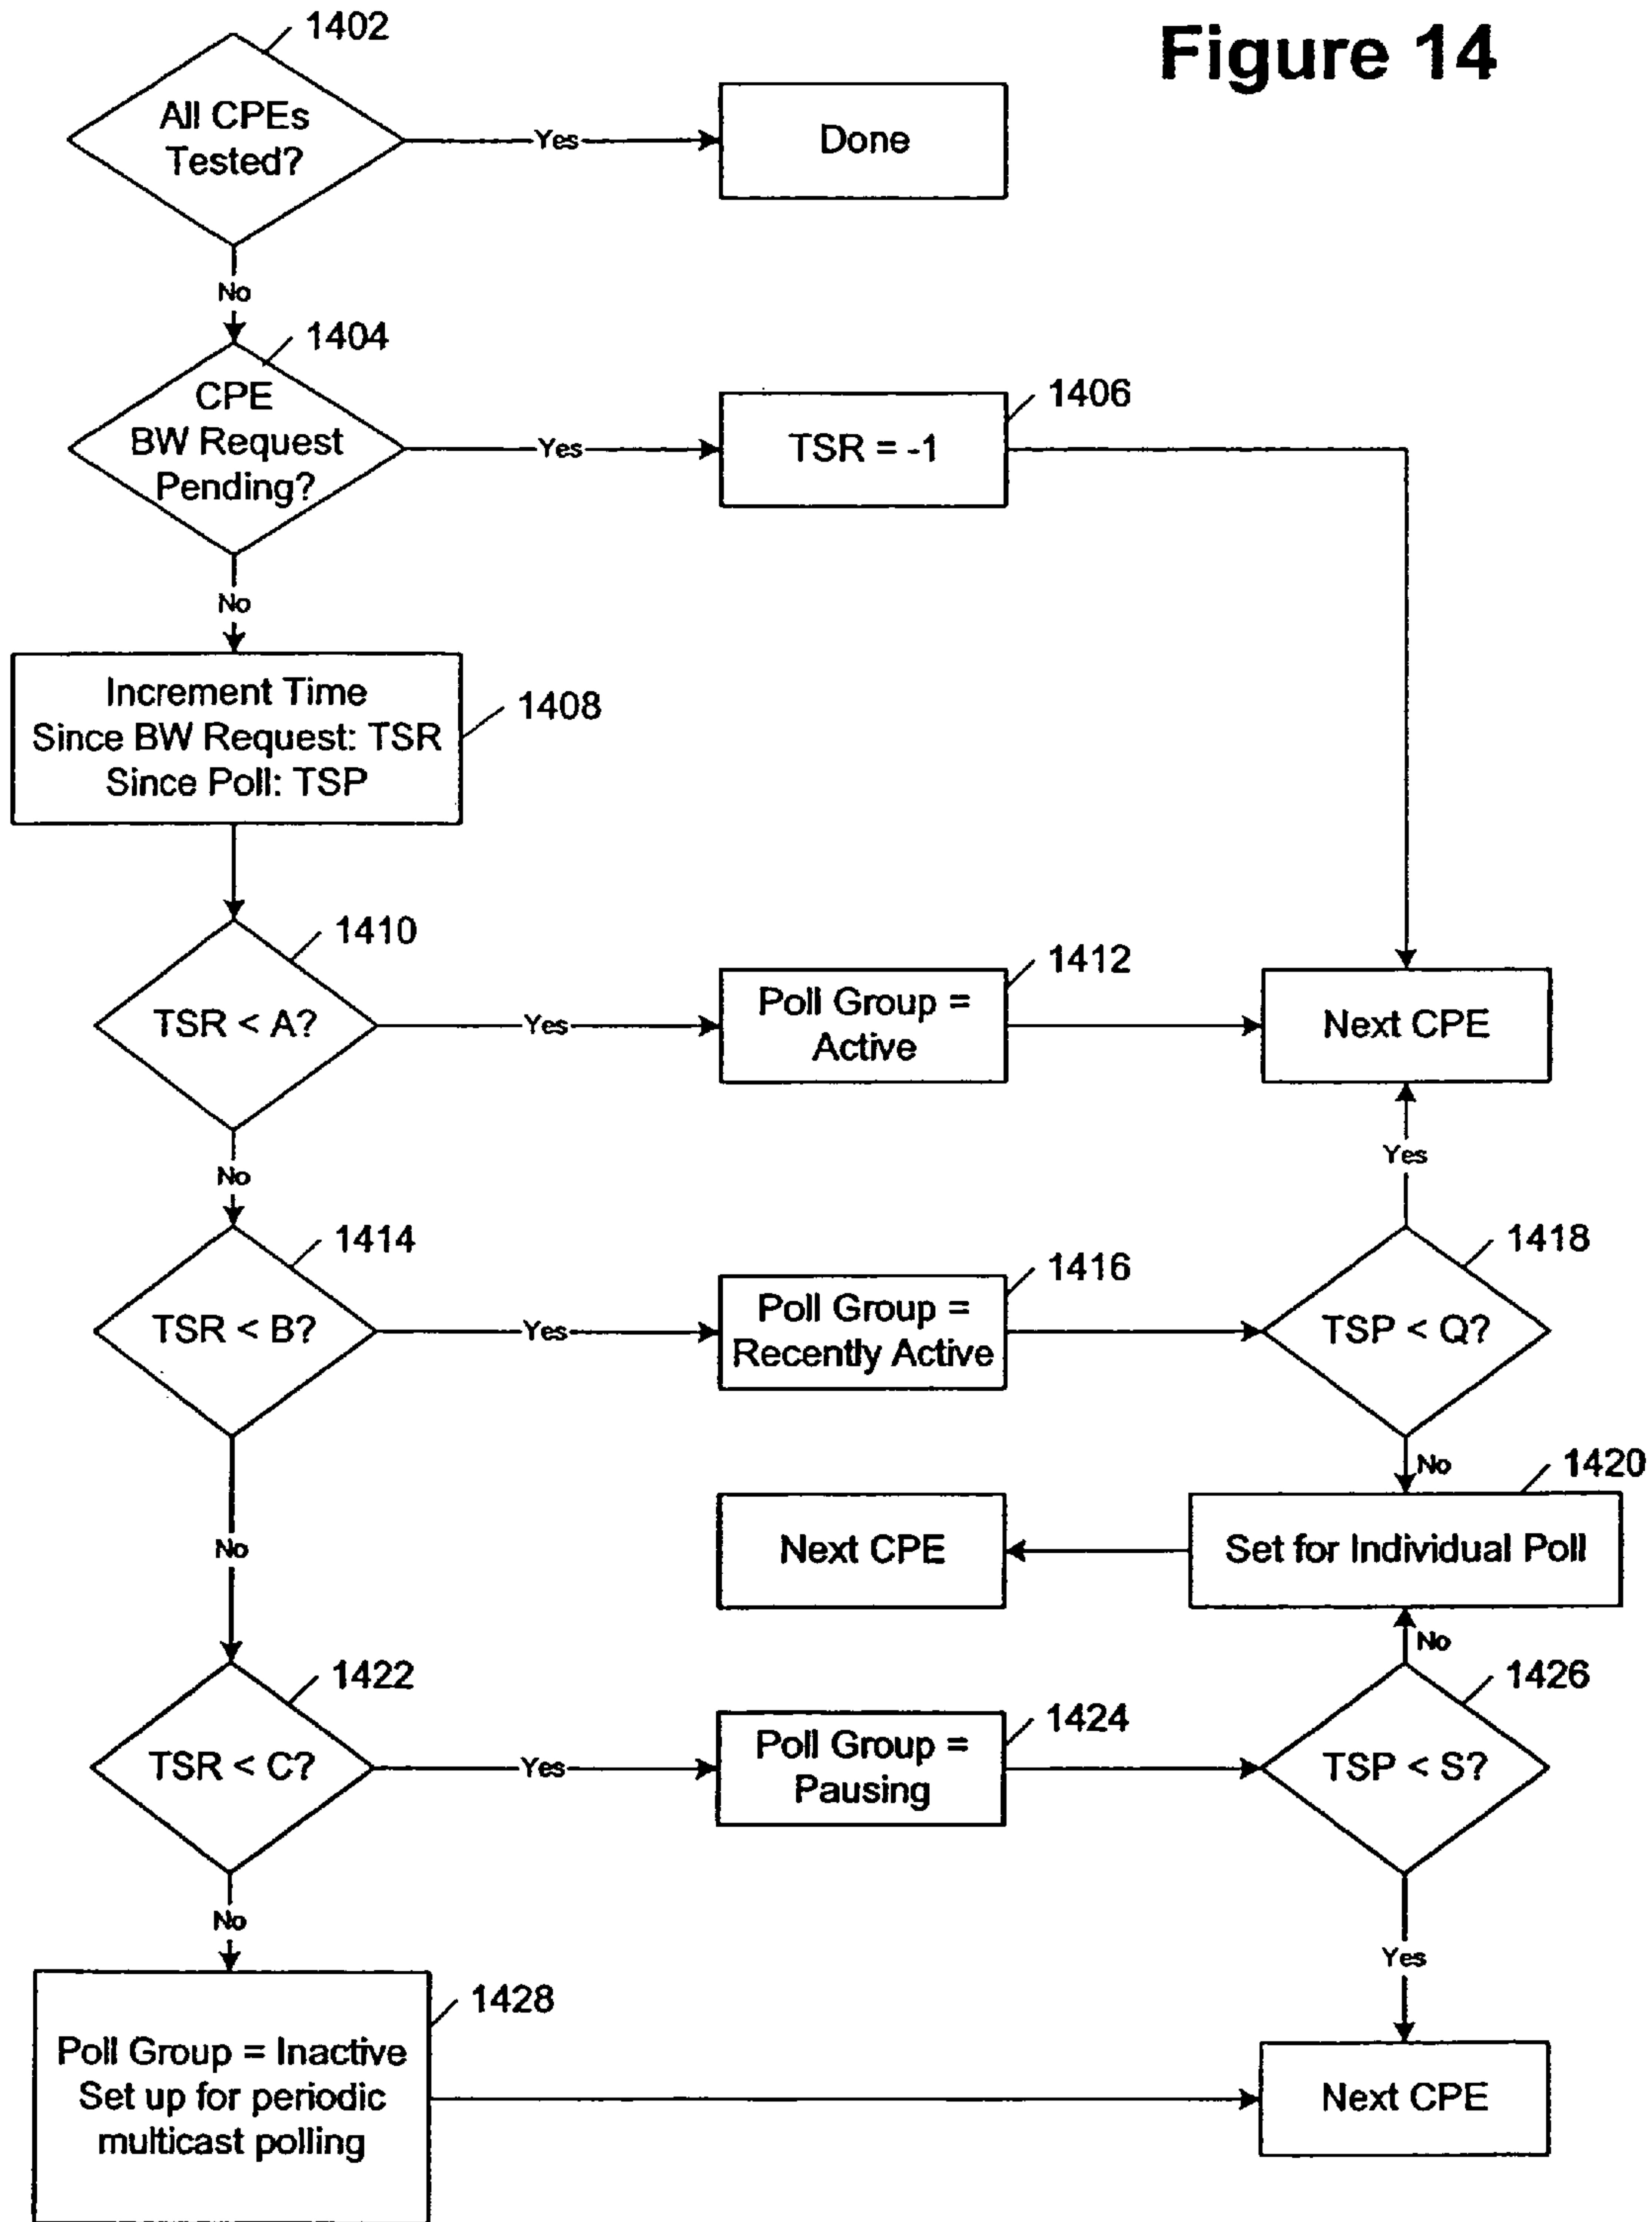 Figure 14
1402
All CPEs
Tested?
Yes
Done
No
1404
CPE
BW Request
Pending?
Yes
1406
TSR = -1
No
Increment Time
Since BW Request: TSR
Since Poll: TSP
1408
1410
TSR < A?
Yes
1412
Poll Group =
Active
Next CPE
No
Yes
1414
TSR < B?
Yes
1416
Poll Group =
Recently Active
1418
TSP < Q?
No
1420
Set for Individual Poll
Next CPE
No
No
1422
TSR < C?
Yes
1424
Poll Group =
Pausing
1426
TSP < S?
No
Yes
1428
Poll Group = Inactive
Set up for periodic
multicast polling
Next CPE